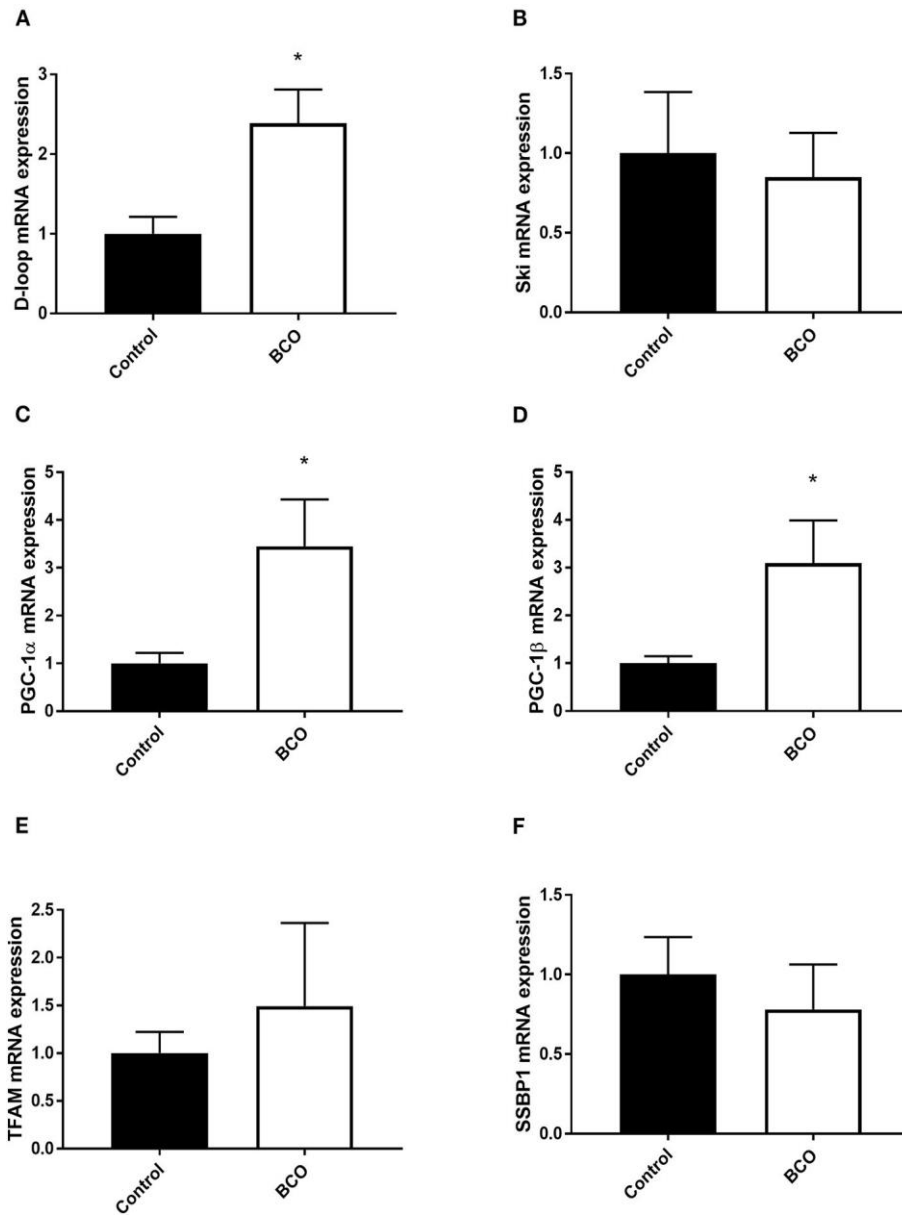 A
D-loop mRNA expression
*
3
2
1
0
Control
BCO
B
Ski mRNA expression
1.5
1.0
0.5
0.0
Control
BCO
C
PGC-1α mRNA expression
*
5
4
3
2
1
0
Control
BCO
D
PGC-1β mRNA expression
*
5
4
3
2
1
0
Control
BCO
E
TFAM mRNA expression
2.5
2.0
1.5
1.0
0.5
0.0
Control
BCO
F
SSBP1 mRNA expression
1.5
1.0
0.5
0.0
Control
BCO